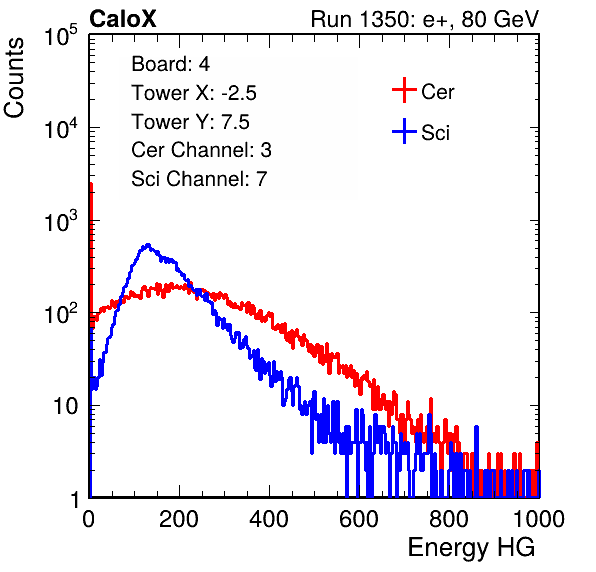 CaloX
Run 1350: e+, 80 GeV
Counts
10^5
10^4
10^3
10^2
10
1
Board: 4
Tower X: -2.5
Tower Y: 7.5
Cer Channel: 3
Sci Channel: 7
Cer
Sci
0 200 400 600 800 1000
Energy HG